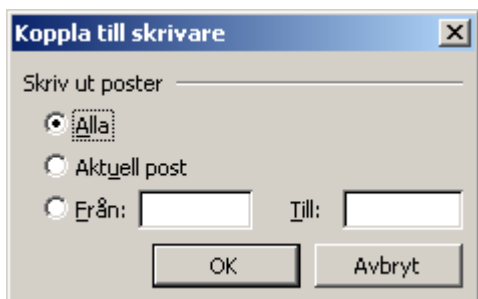 Koppla till skrivare
Skriv ut poster
Alla
Aktuell post
Från: Till:
OK Avbryt